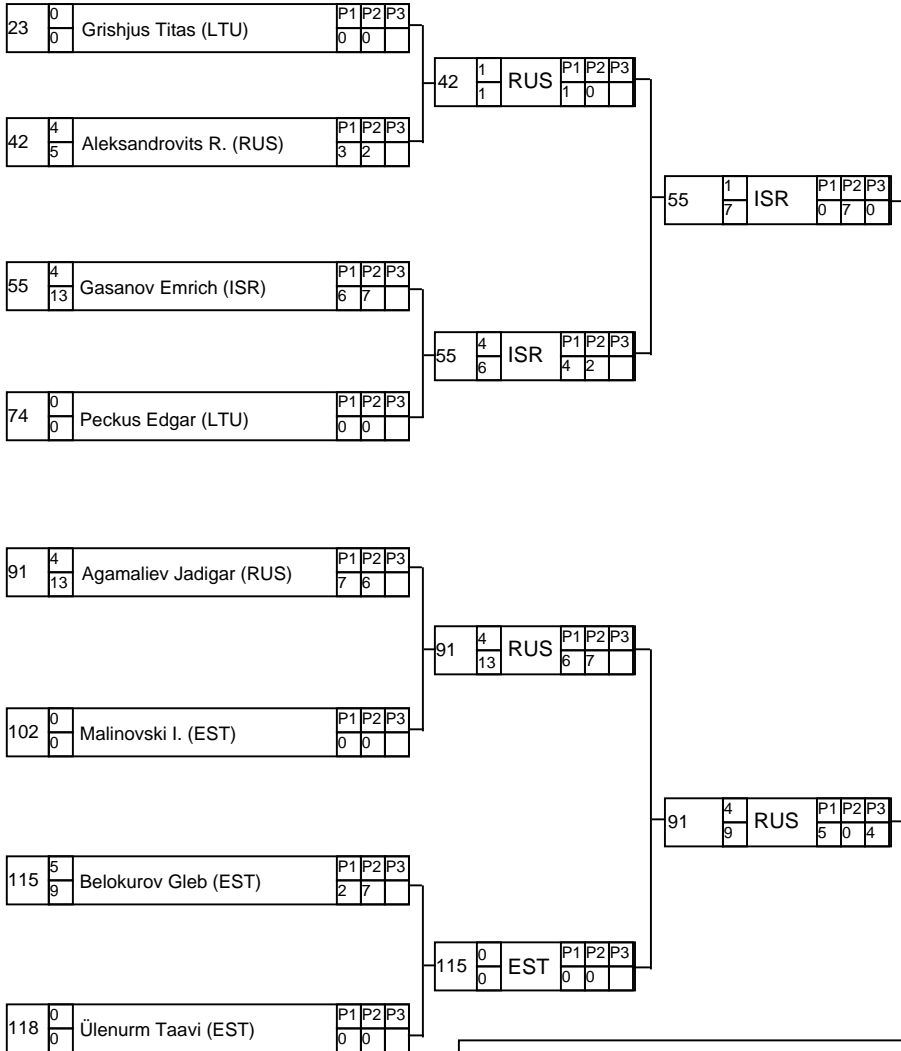 23 0 0 Grishjus Titas (LTU) P1 P2 P3 0 0
42 1 1 RUS P1 P2 P3 1 0
42 4 5 Aleksandrovits R. (RUS) P1 P2 P3 3 2
55 1 7 ISR P1 P2 P3 0 7 0
55 4 13 Gasanov Emrich (ISR) P1 P2 P3 6 7
55 4 6 ISR P1 P2 P3 4 2
74 0 0 Peckus Edgar (LTU) P1 P2 P3 0 0
91 4 13 Agamaliev Jadigar (RUS) P1 P2 P3 7 6
91 4 13 RUS P1 P2 P3 6 7
102 0 0 Malinovski I. (EST) P1 P2 P3 0 0
91 4 9 RUS P1 P2 P3 5 0 4
115 5 9 Belokurov Gleb (EST) P1 P2 P3 2 7
115 0 0 EST P1 P2 P3 0 0
118 0 0 Ülenurm Taavi (EST) P1 P2 P3 0 0